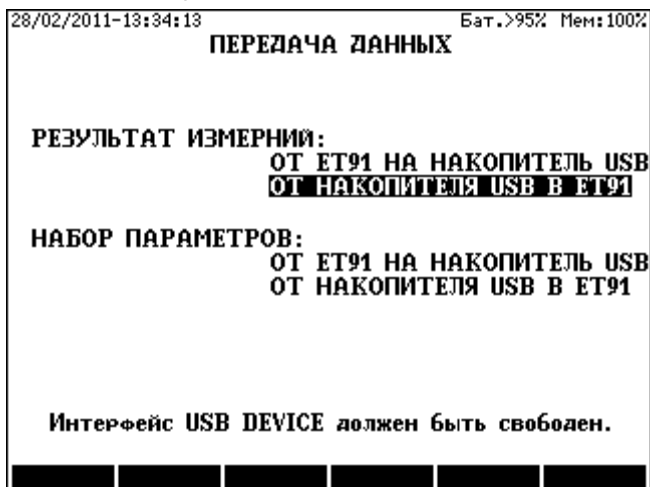 28/02/2011-13:34:13 Бат.>95% Мем:100%
ПЕРЕДАЧА ДАННЫХ
РЕЗУЛЬТАТ ИЗМЕРНИЙ:
ОТ ET91 НА НАКОПИТЕЛЬ USB
ОТ НАКОПИТЕЛЯ USB В ET91
НАБОР ПАРАМЕТРОВ:
ОТ ET91 НА НАКОПИТЕЛЬ USB
ОТ НАКОПИТЕЛЯ USB В ET91
Интерфейс USB DEVICE должен быть свободен.